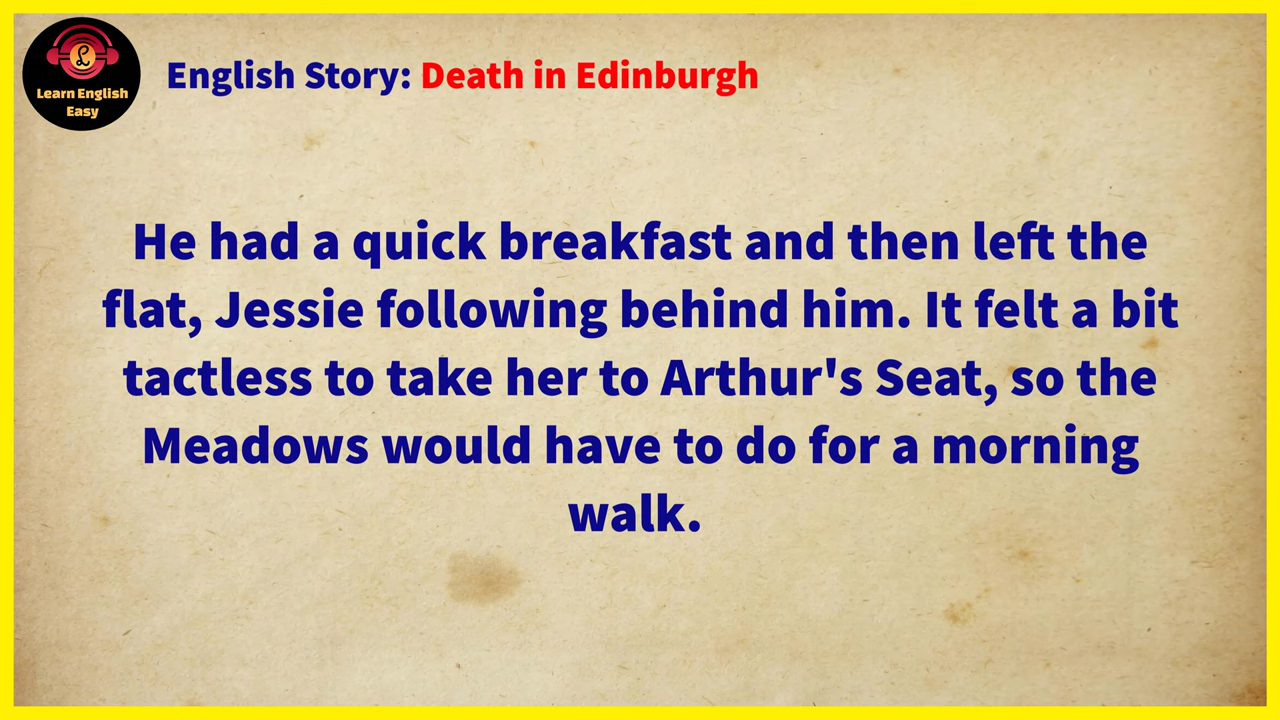 Learn English
Easy
English Story: Death in Edinburgh
He had a quick breakfast and then left the
flat, Jessie following behind him. It felt a bit
tactless to take her to Arthur's Seat, so the
Meadows would have to do for a morning
walk.